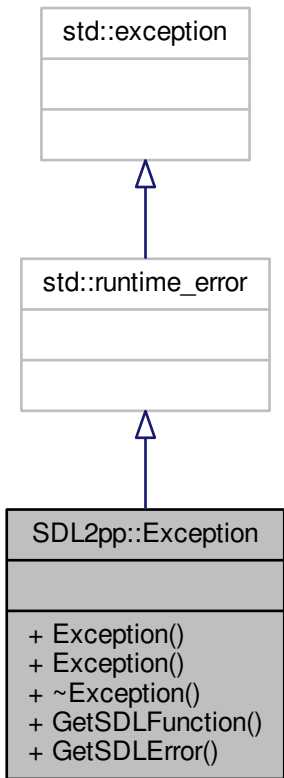 std::exception
std::runtime_error
SDL2pp::Exception
+ Exception()
+ Exception()
+ ~Exception()
+ GetSDLFunction()
+ GetSDLError()